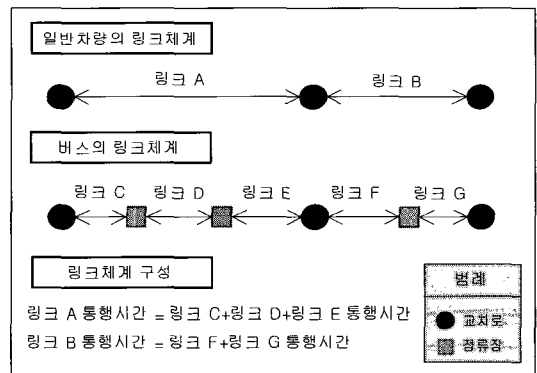 일반차량의 링크체계
링크 A 링크 B
버스의 링크체계
링크 C 링크 D 링크 E 링크 F 링크 G
링크체계 구성
링크 A 통행시간 = 링크 C+링크 D+링크 E 통행시간
링크 B 통행시간 = 링크 F+링크 G 통행시간
범례
교차로
정류장